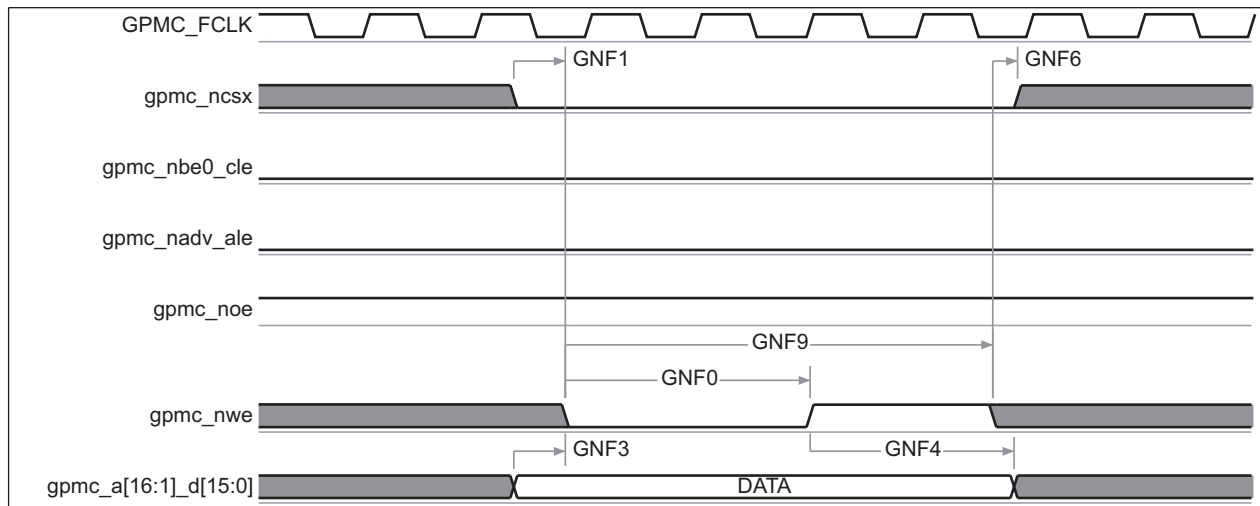 GPMC_FCLK
GNF1
GNF6
gpmc_ncsx
gpmc_nbe0_cle
gpmc_nadv_ale
gpmc_noe
GNF9
GNF0
gpmc_nwe
GNF3
GNF4
gpmc_a[16:1]_d[15:0]
DATA